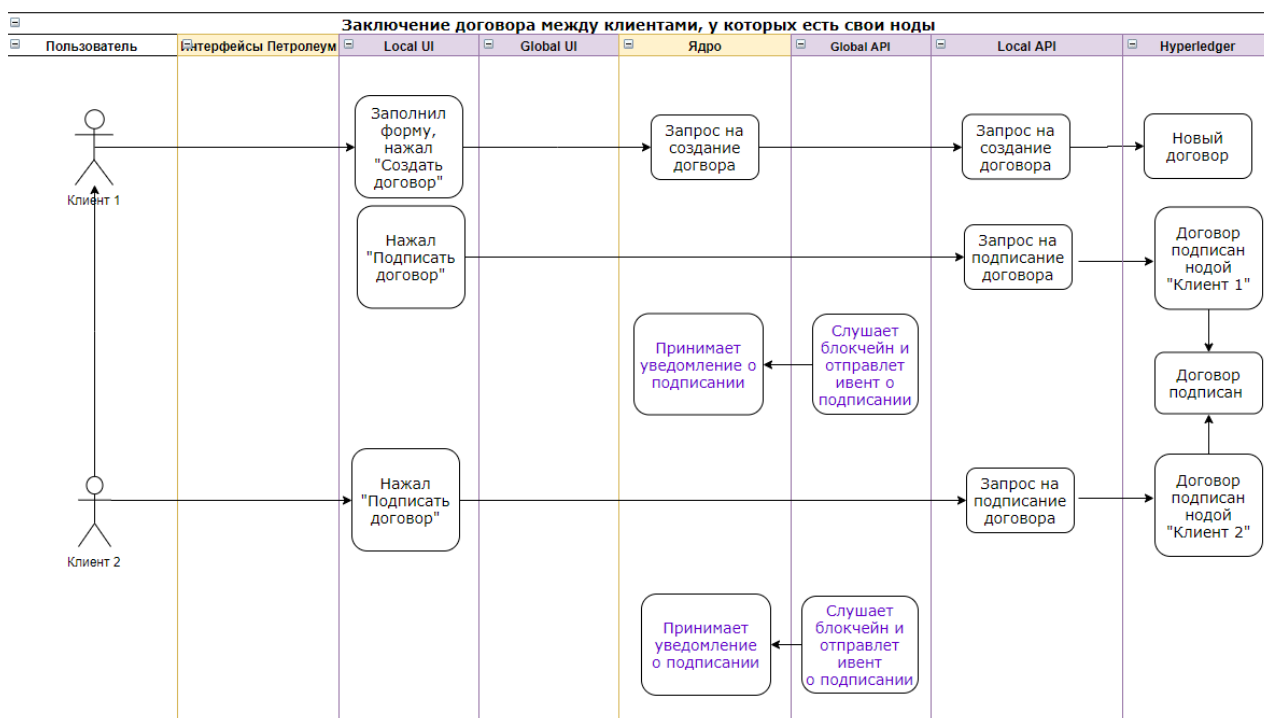 Заключение договора между клиентами, у которых есть свои ноды
Пользователь
Интерфейсы Петролеум
Local UI
Global UI
Ядро
Global API
Local API
Hyperledger
Заполнил
форму,
нажал
"Создать
договор"
Запрос на
создание
догвора
Запрос на
создание
договора
Новый
договор
Клиент 1
Нажал
"Подписать
договор"
Запрос на
подписание
договора
Договор
подписан
нодой
"Клиент 1"
Принимает
уведомление о
подписании
Слушает
блокчейн и
отправлет
ивент о
подписании
Договор
подписан
Нажал
"Подписать
договор"
Запрос на
подписание
договора
Договор
подписан
нодой
"Клиент 2"
Клиент 2
Принимает
уведомление
о подписании
Слушает
блокчейн и
отправлет
ивент
о подписании